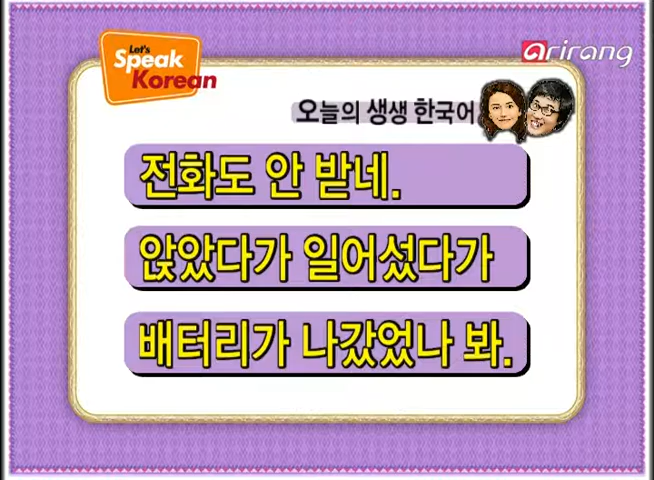 Let's
Speak
Korean
arirang
오늘의 생생 한국어
전화도 안 받네.
앉았다가 일어섰다가
배터리가 나갔었나 봐.